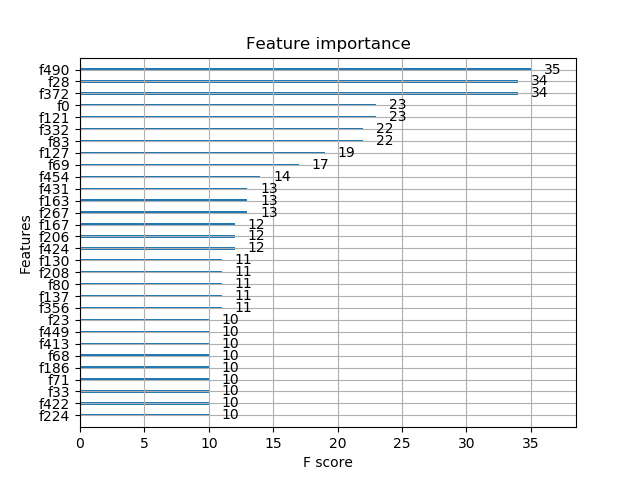 Feature importance
f490 35
f28 34
f372 34
f0 23
f121 23
f332 22
f83 22
f127 19
f69 17
f454 14
f431 13
f163 13
f267 13
f167 12
f206 12
f424 12
f130 11
f208 11
f80 11
f137 11
f356 11
f23 10
f449 10
f413 10
f68 10
f186 10
f71 10
f33 10
f422 10
f224 10
Features
0 5 10 15 20 25 30 35
F score